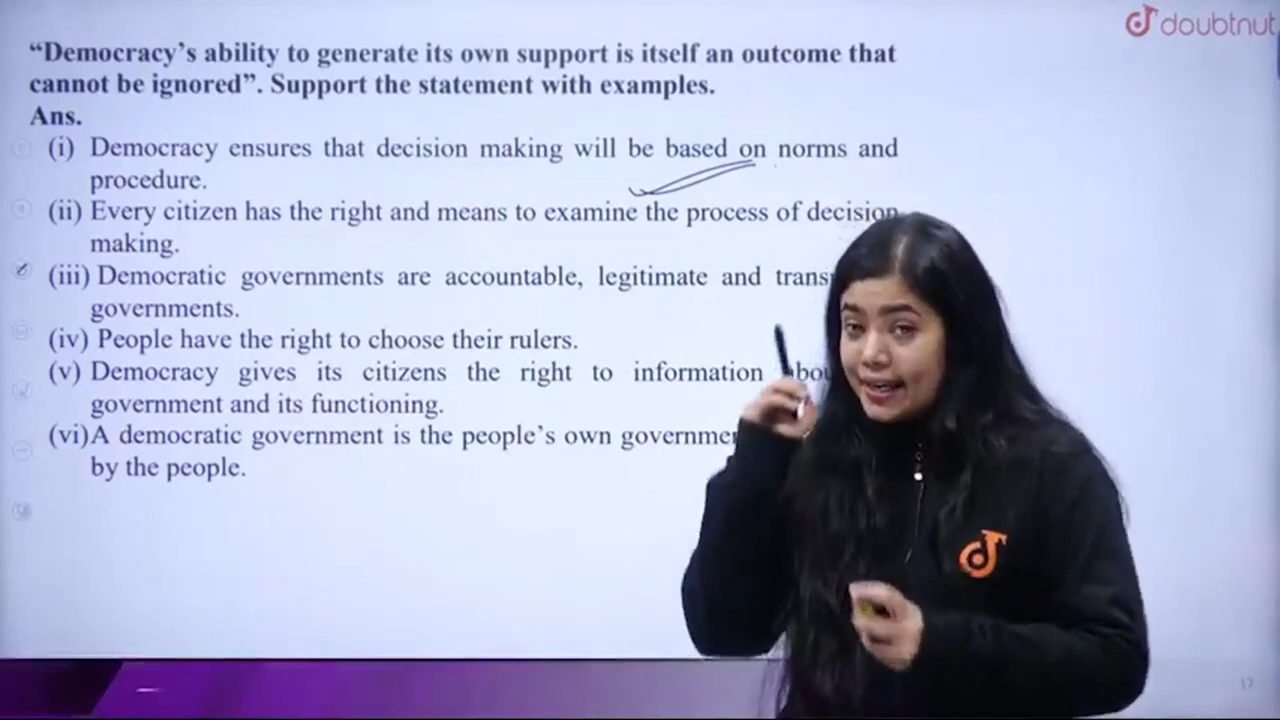 doubtnut
“Democracy’s ability to generate its own support is itself an outcome that
cannot be ignored”. Support the statement with examples.
Ans.
(i) Democracy ensures that decision making will be based on norms and
procedure.
(ii) Every citizen has the right and means to examine the process of decision
making.
(iii) Democratic governments are accountable, legitimate and
governments.
(iv) People have the right to choose their rulers.
(v) Democracy gives its citizens the right to information
government and its functioning.
(vi)A democratic government is the people’s own
by the people.
17